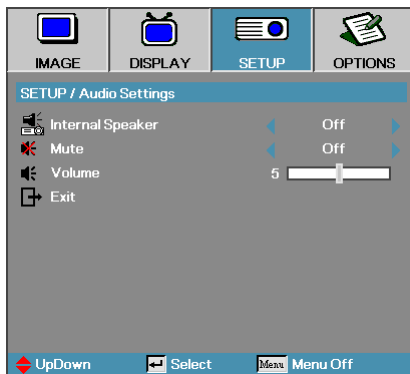 IMAGE DISPLAY SETUP OPTIONS
SETUP / Audio Settings
Internal Speaker Off
Mute Off
Volume 5
Exit
UpDown Select Menu Menu Off